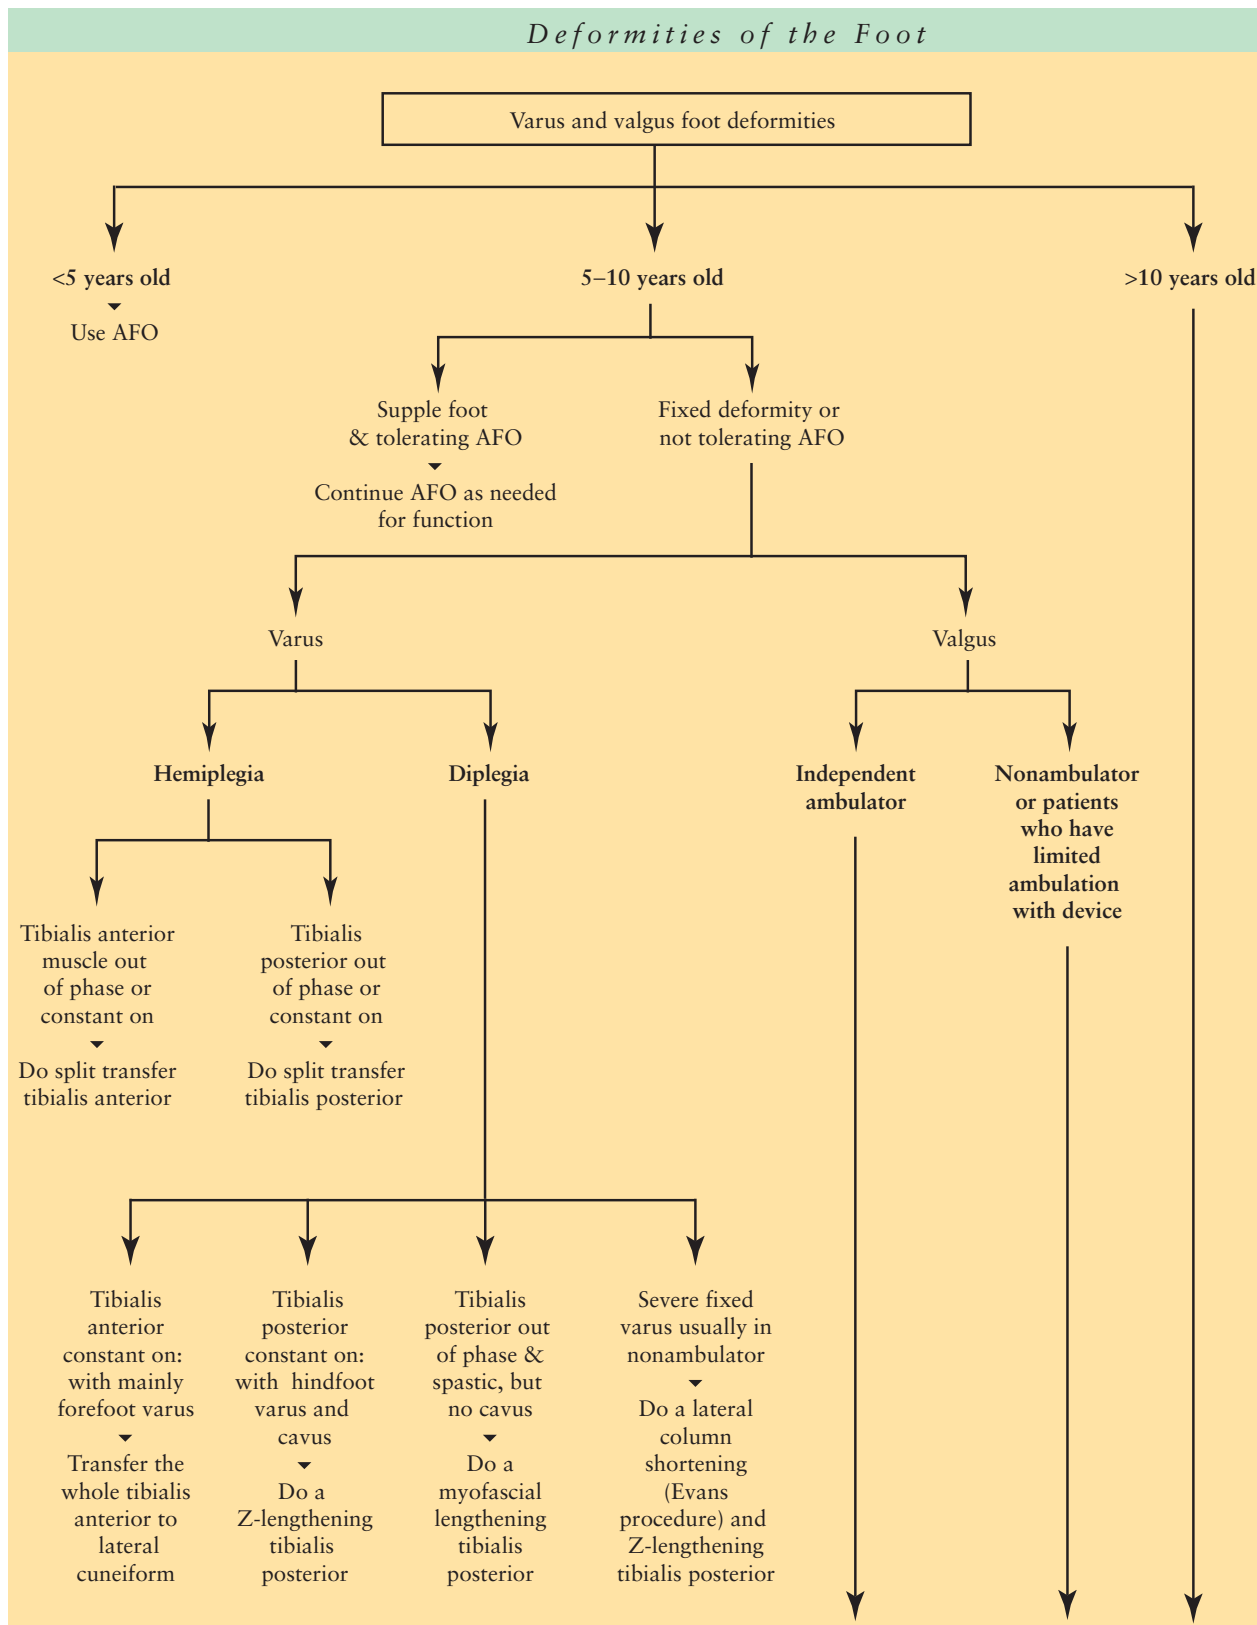 Deformities of the Foot
Varus and valgus foot deformities
<5 years old
Use AFO
5–10 years old
>10 years old
Supple foot
& tolerating AFO
Continue AFO as needed
for function
Fixed deformity or
not tolerating AFO
Varus
Valgus
Hemiplegia
Diplegia
Independent
ambulator
Nonambulator
or patients
who have
limited
ambulation
with device
Tibialis anterior
muscle out
of phase or
constant on
Do split transfer
tibialis anterior
Tibialis
posterior out
of phase or
constant on
Do split transfer
tibialis posterior
Tibialis
anterior
constant on:
with mainly
forefoot varus
Transfer the
whole tibialis
anterior to
lateral
cuneiform
Tibialis
posterior
constant on:
with hindfoot
varus and
cavus
Do a
Z-lengthening
tibialis
posterior
Tibialis
posterior out
of phase &
spastic, but
no cavus
Do a
myofascial
lengthening
tibialis
posterior
Severe fixed
varus usually in
nonambulator
Do a lateral
column
shortening
(Evans
procedure) and
Z-lengthening
tibialis posterior